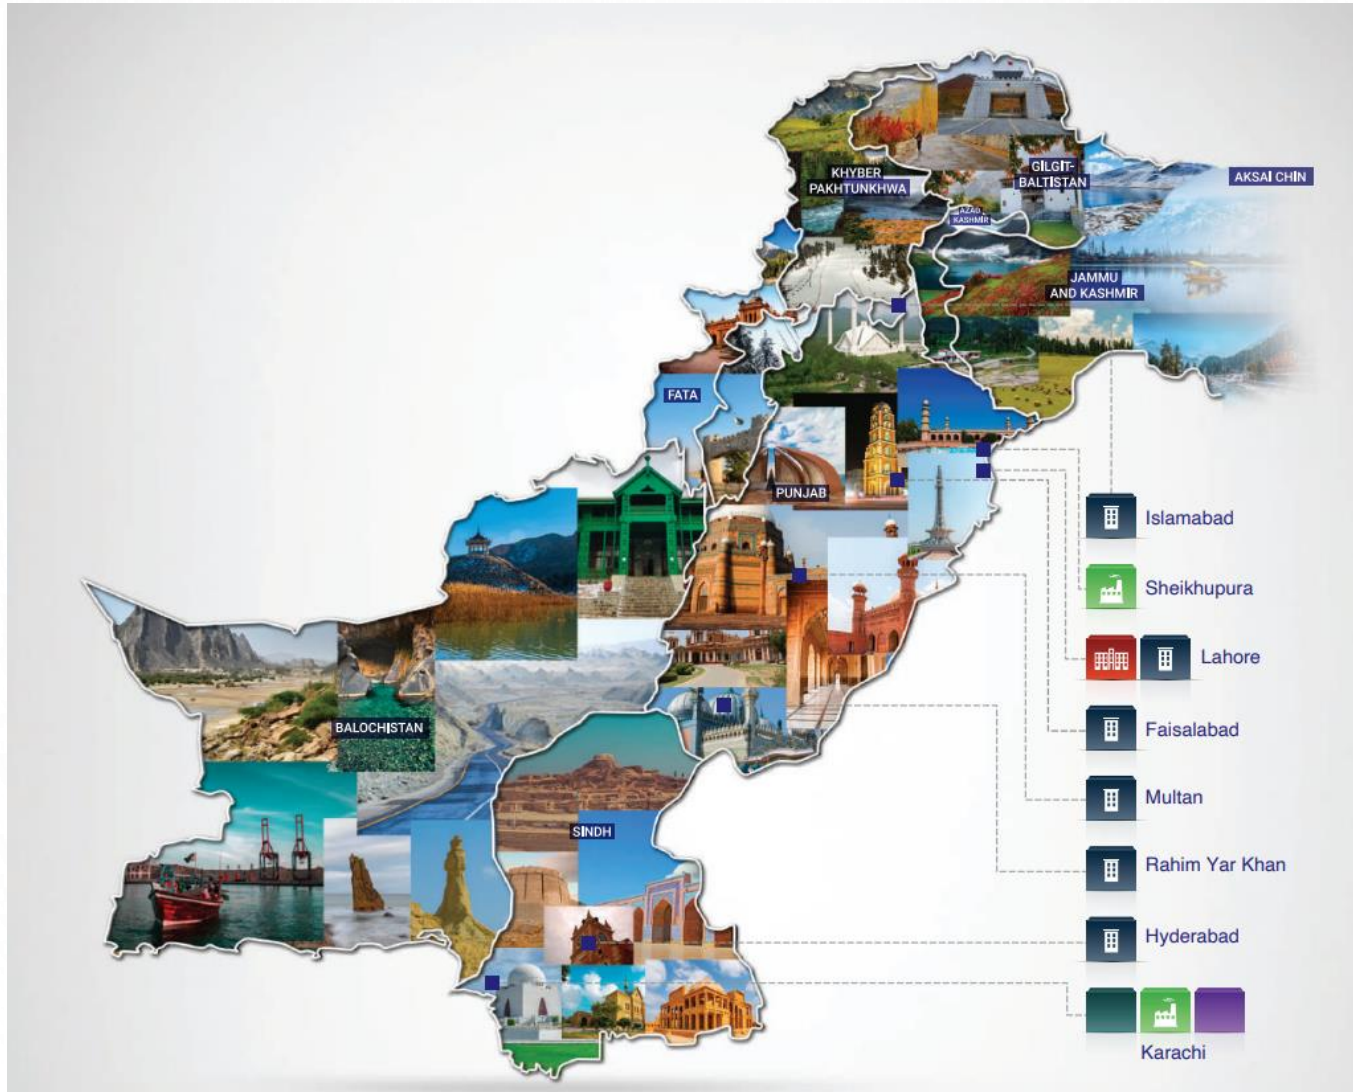 KHYBER
PAKHTUNKHWA
GILGIT-
BALTISTAN
AKSAI CHIN
AZAD
KASHMIR
JAMMU
AND KASHMIR
FATA
PUNJAB
BALOCHISTAN
SINDH
Islamabad
Sheikhupura
Lahore
Faisalabad
Multan
Rahim Yar Khan
Hyderabad
Karachi